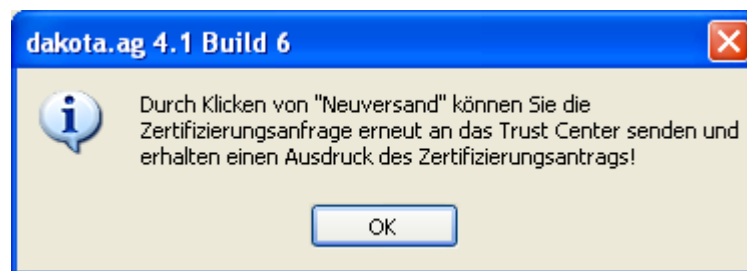 dakota.ag 4.1 Build 6
Durch Klicken von "Neuversand" können Sie die
Zertifizierungsanfrage erneut an das Trust Center senden und
erhalten einen Ausdruck des Zertifizierungsantrags!
OK